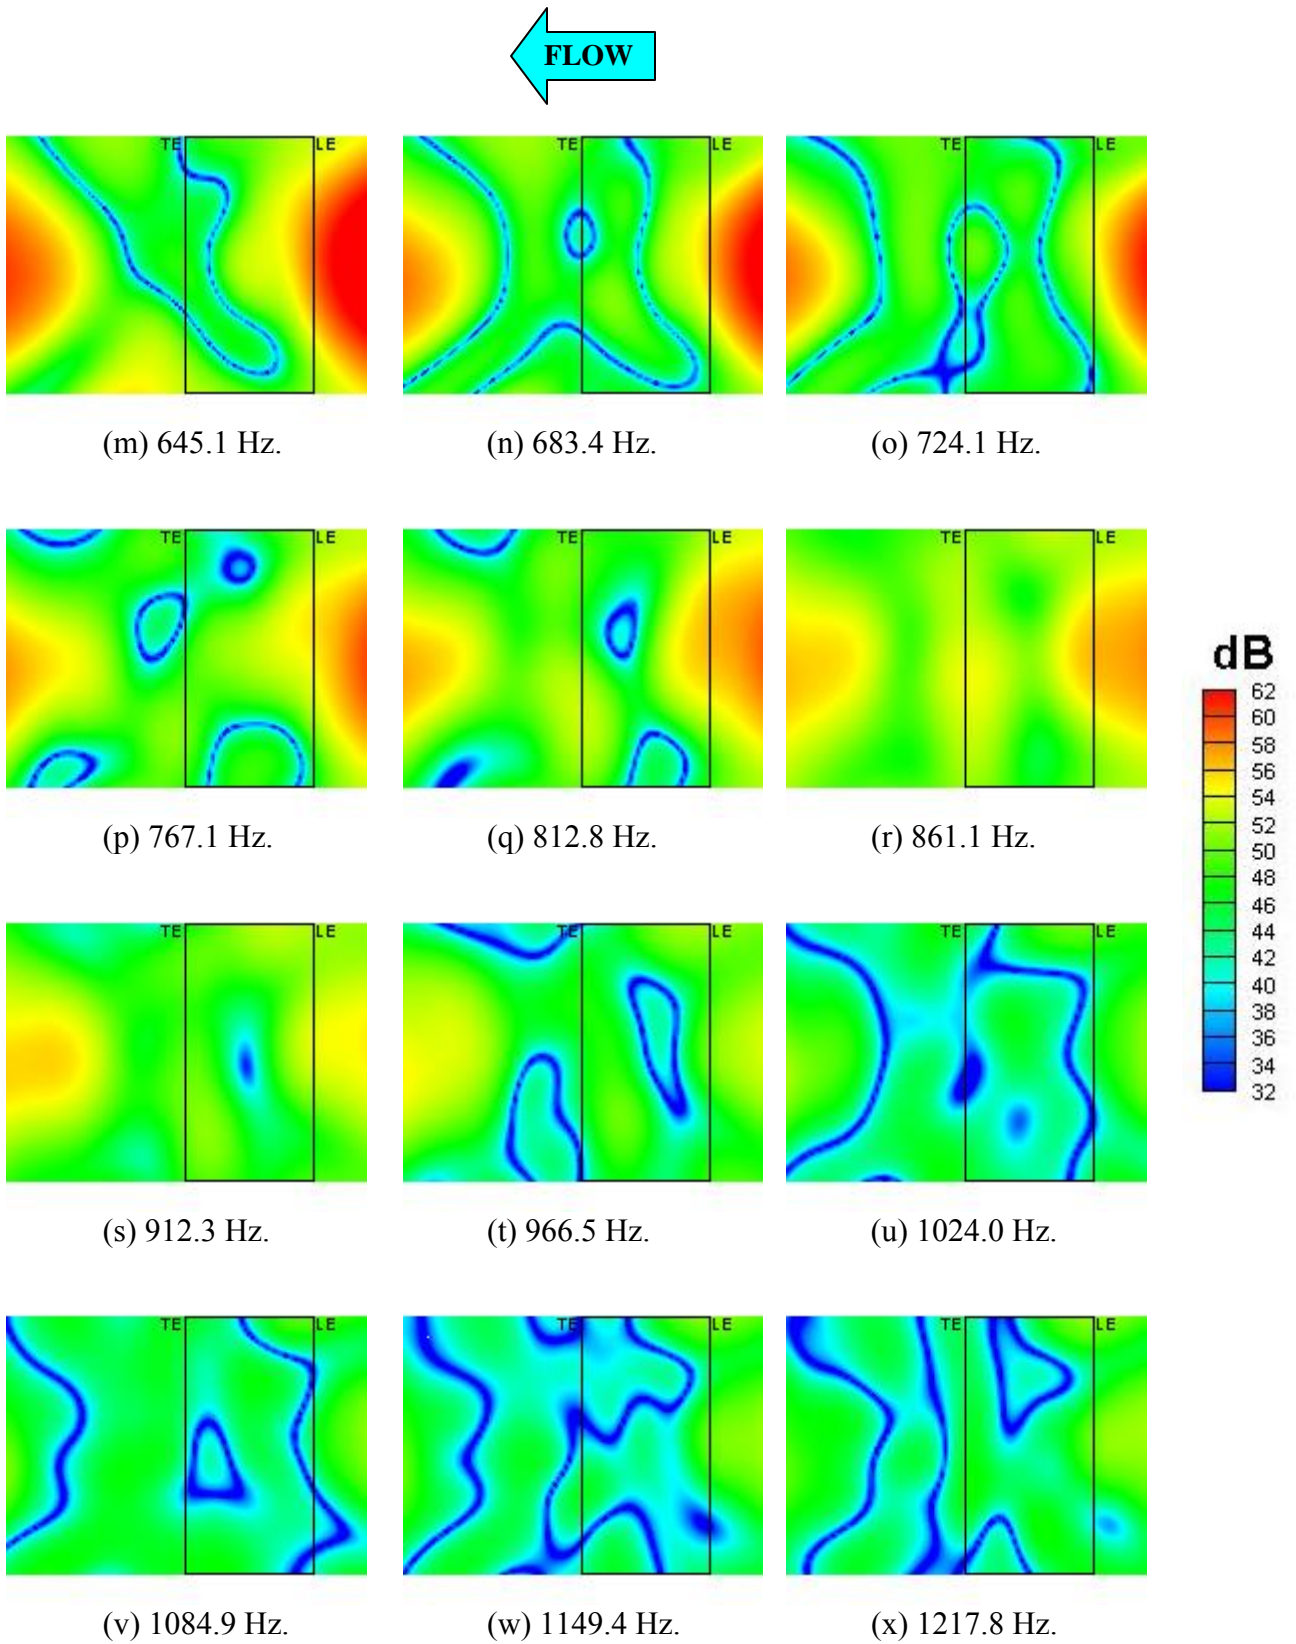 FLOW
TE LE TE LE TE LE
(m) 645.1 Hz. (n) 683.4 Hz. (o) 724.1 Hz.
TE LE TE LE TE LE
(p) 767.1 Hz. (q) 812.8 Hz. (r) 861.1 Hz.
dB
62
60
58
56
54
52
50
48
46
44
42
40
38
36
34
32
TE LE TE LE TE LE
(s) 912.3 Hz. (t) 966.5 Hz. (u) 1024.0 Hz.
TE LE TE LE TE LE
(v) 1084.9 Hz. (w) 1149.4 Hz. (x) 1217.8 Hz.